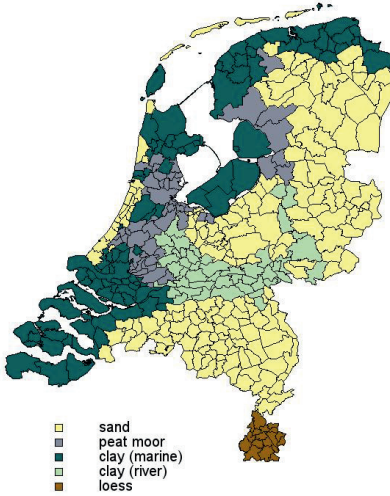 sand
peat moor
clay (marine)
clay (river)
loess